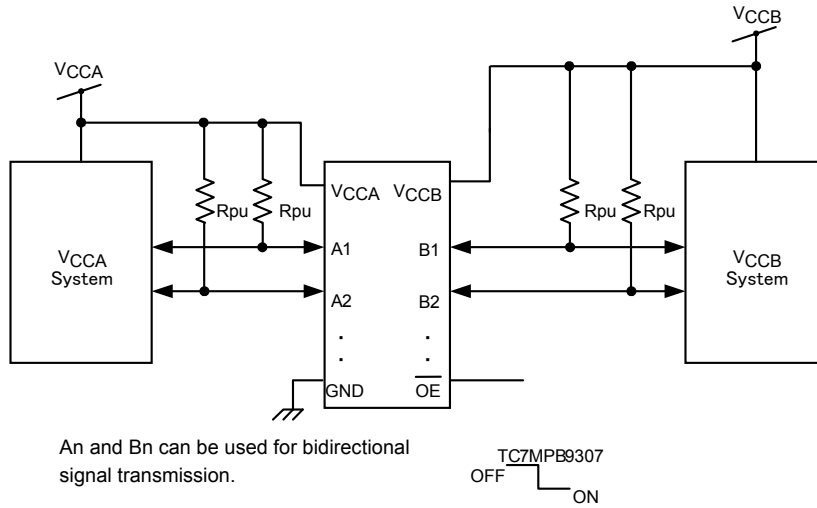 VCCB
VCCA
VCCA
VCCB
Rpu
Rpu
Rpu
Rpu
VCCA
System
A1
B1
VCCB
System
A2
B2
.
.
.
.
GND
OE
An and Bn can be used for bidirectional
signal transmission.
TC7MPB9307
OFF
ON